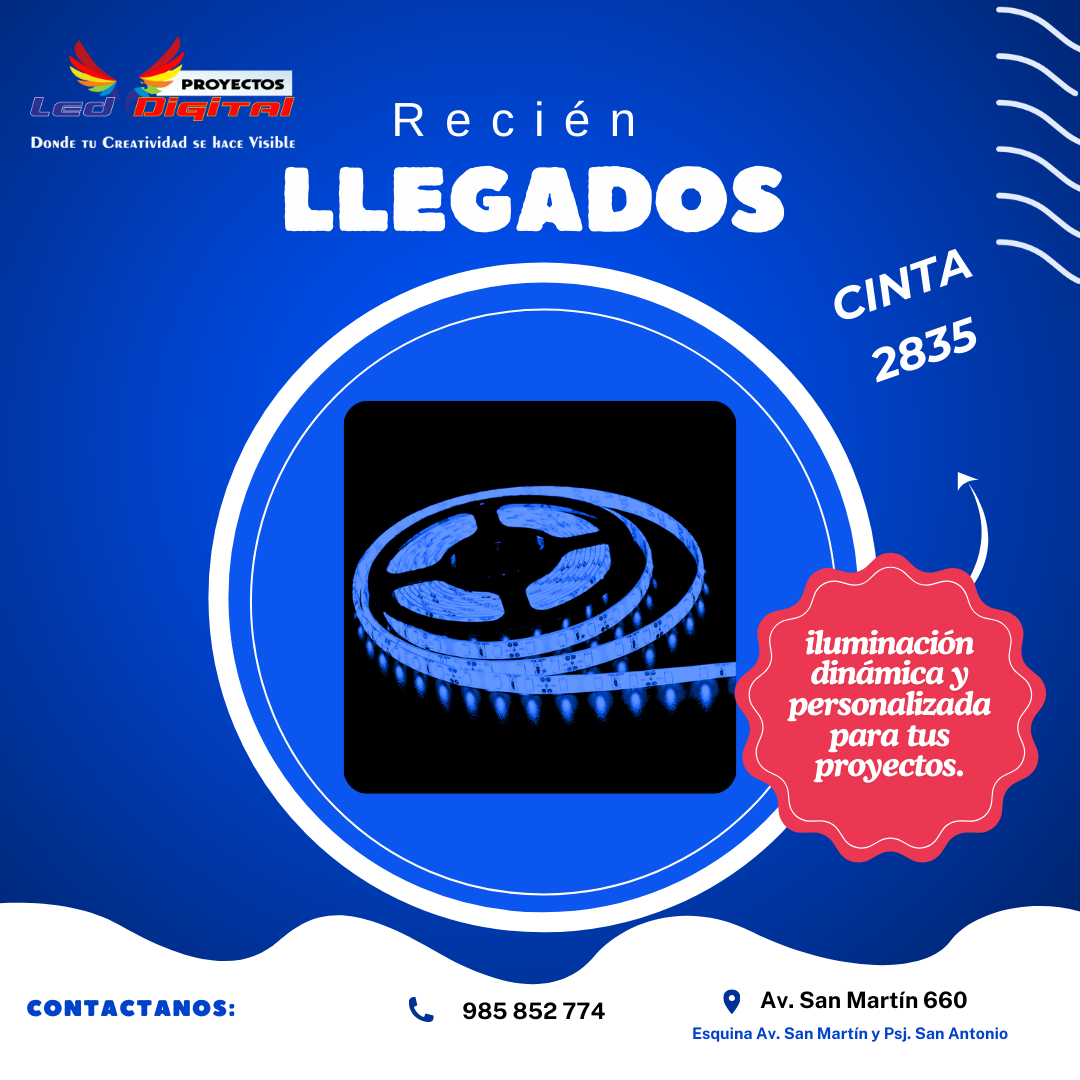 PROYECTOS
Led Digital
Donde tu Creatividad se hace Visible
Recién
LLEGADOS
CINTA
2835
iluminación
dinámica y
personalizada
para tus
proyectos.
CONTACTANOS:
985 852 774
Av. San Martín 660
Esquina Av. San Martín y Psj. San Antonio